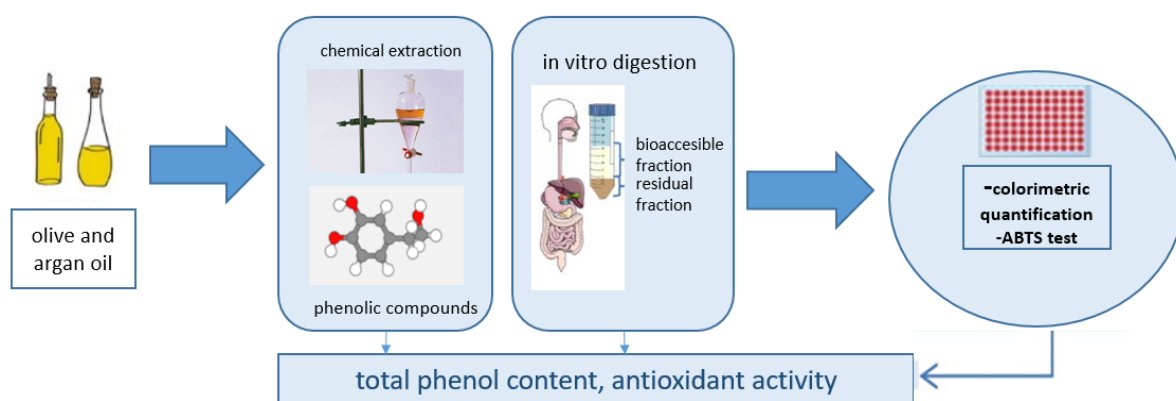 olive and
argan oil
chemical extraction
phenolic compounds
in vitro digestion
bioaccesible
fraction
residual
fraction
-colorimetric
quantification
-ABTS test
total phenol content, antioxidant activity